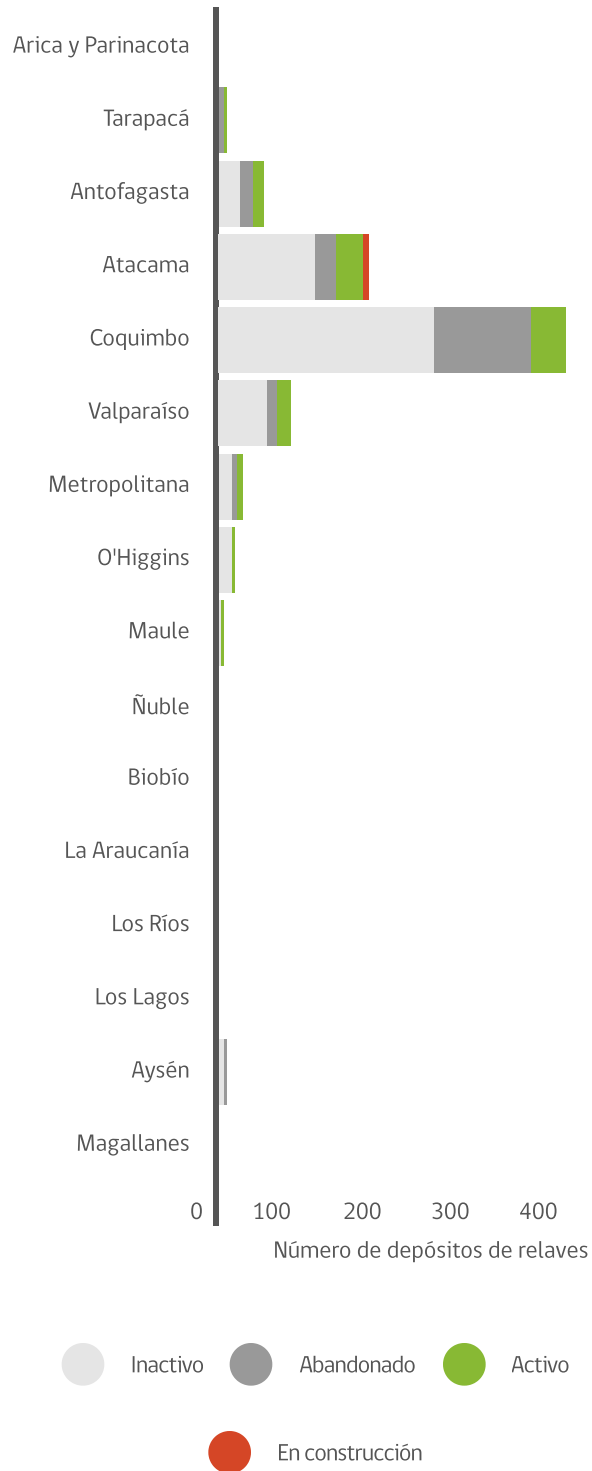 Arica y Parinacota
Tarapacá
Antofagasta
Atacama
Coquimbo
Valparaíso
Metropolitana
O'Higgins
Maule
Ñuble
Biobío
La Araucanía
Los Ríos
Los Lagos
Aysén
Magallanes
0 100 200 300 400
Número de depósitos de relaves
Inactivo Abandonado Activo
En construcción